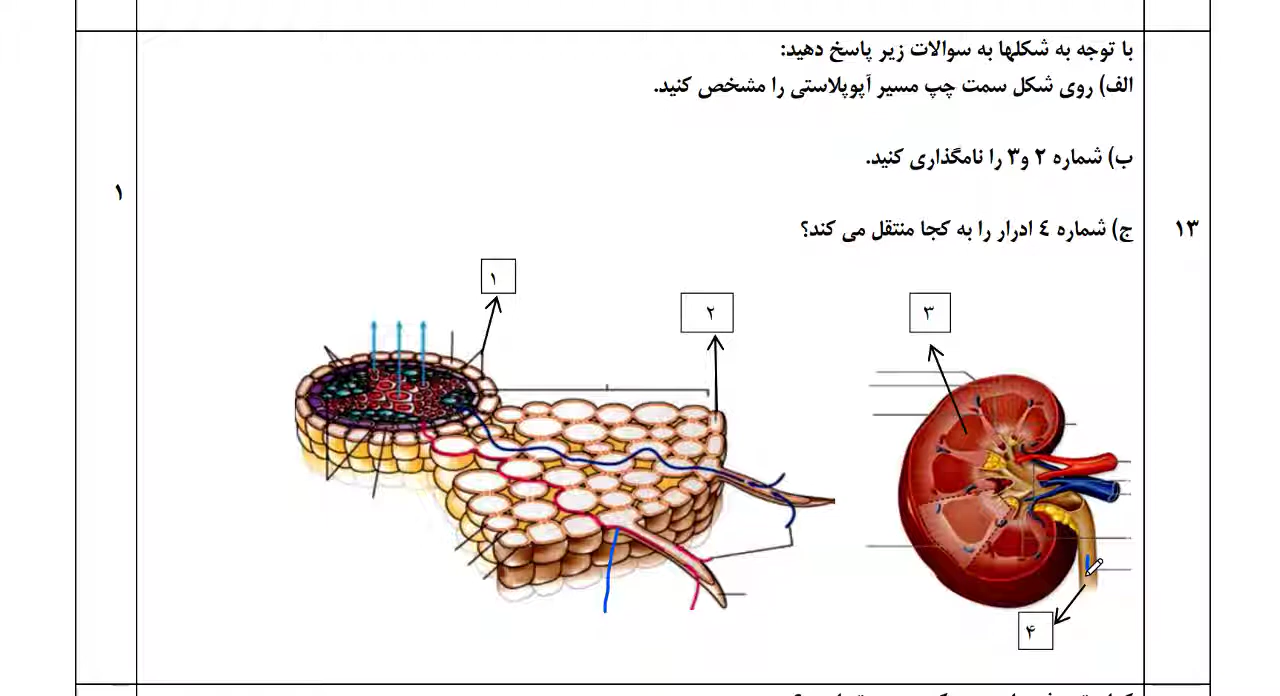 با توجه به شکلها به سوالات زیر پاسخ دهید:
الف) روی شکل سمت چپ مسیر آپوپلاستی را مشخص کنید.
ب) شماره ۲ و۳ را نامگذاری کنید.
۱
ج) شماره ٤ ادرار را به کجا منتقل می کند؟
۱۳
۱
۲
۳
۴